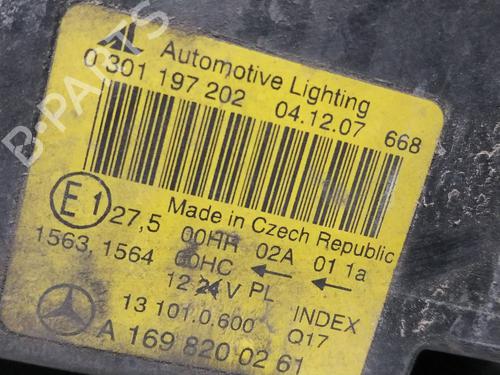 Automotive Lighting
0 301 197 202 04.12.07 668
Made in Czech Republic
E1 27,5 00HR 02A 01 1a
1563, 1564 00HC ← ←
12 24 V PL
13 101.0.600 INDEX
A 169 820 02 61 Q17
B-PARTS